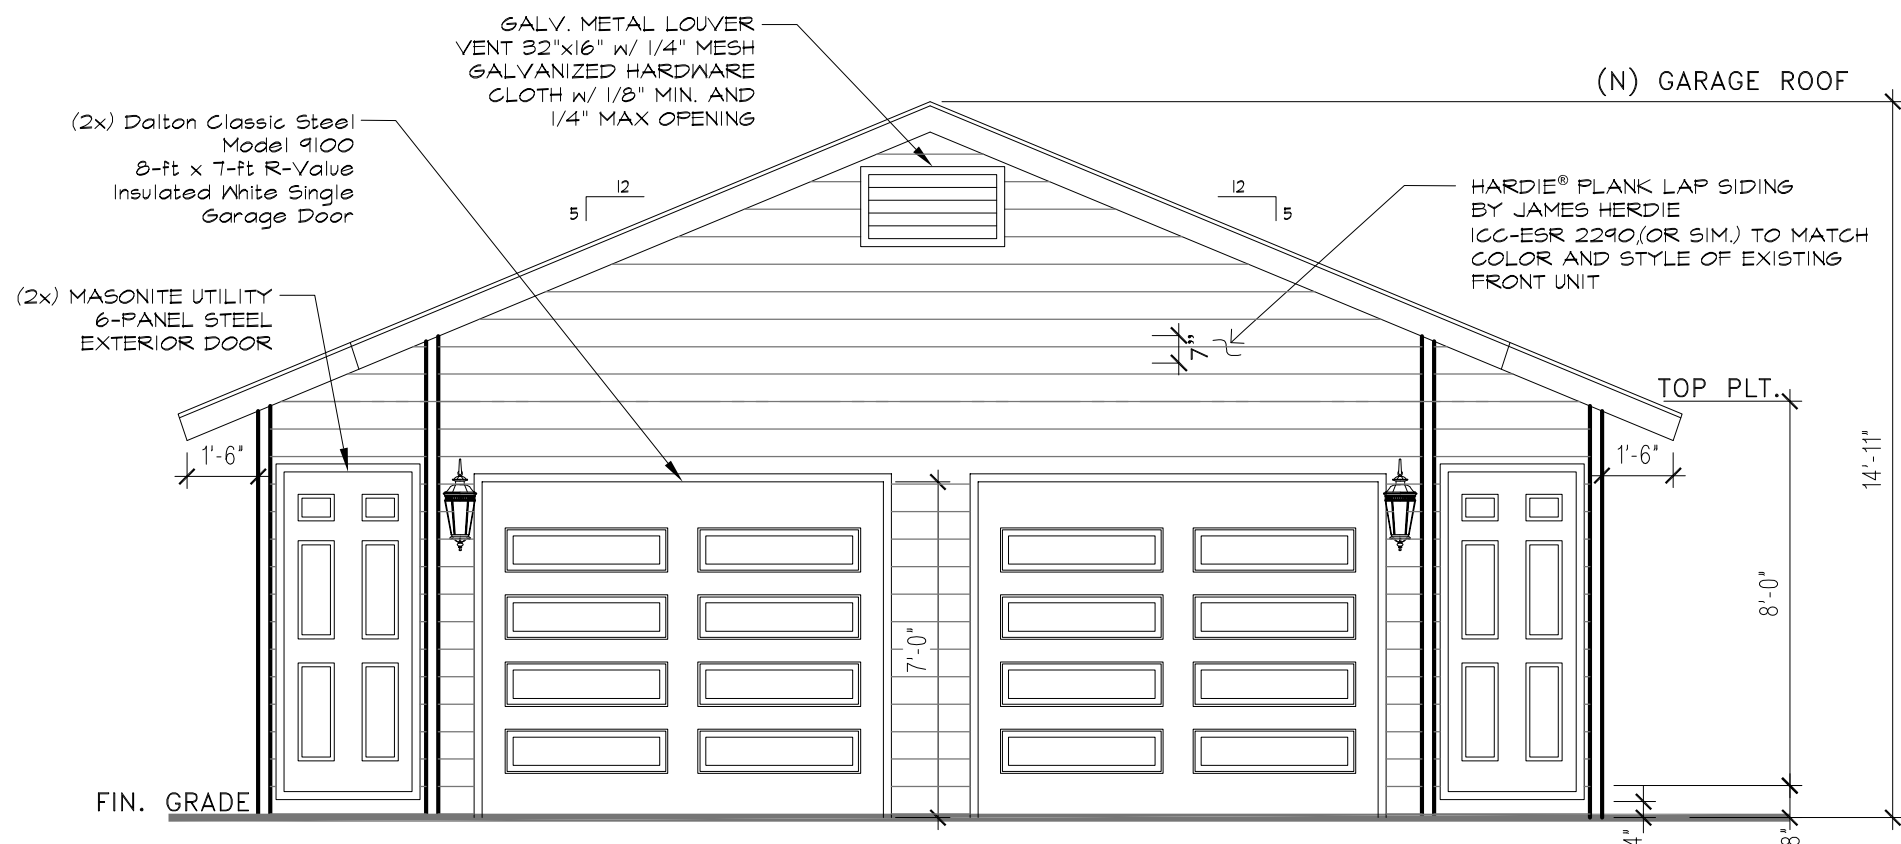 GALV. METAL LOUVER
VENT 32"x16" w/ 1/4" MESH
GALVANIZED HARDWARE
CLOTH w/ 1/8" MIN. AND
1/4" MAX OPENING
(N) GARAGE ROOF
(2x) Dalton Classic Steel
Model 9100
8-ft x 7-ft R-Value
Insulated White Single
Garage Door
12
5
12
5
HARDIE® PLANK LAP SIDING
BY JAMES HERDIE
ICC-ESR 2290,(OR SIM.) TO MATCH
COLOR AND STYLE OF EXISTING
FRONT UNIT
(2x) MASONITE UTILITY
6-PANEL STEEL
EXTERIOR DOOR
7"
TOP PLT.
1'-6"
1'-6"
14'-11"
8'-0"
7'-0"
FIN. GRADE
4"
8"